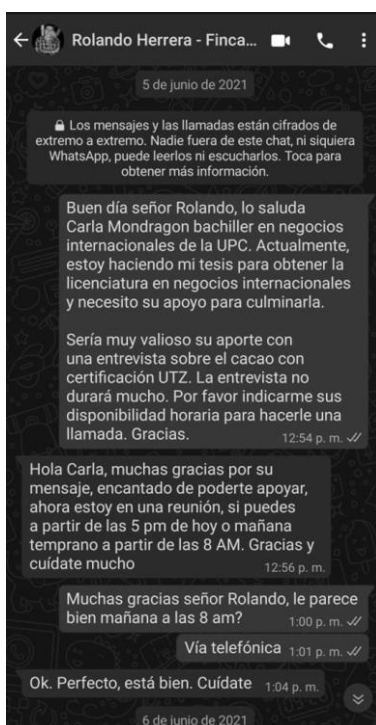 Rolando Herrera - Finca...
5 de junio de 2021
Los mensajes y las llamadas están cifrados de
extremo a extremo. Nadie fuera de este chat, ni siquiera
WhatsApp, puede leerlos ni escucharlos. Toca para
obtener más información.
Buen día señor Rolando, lo saluda
Carla Mondragon bachiller en negocios
internacionales de la UPC. Actualmente,
estoy haciendo mi tesis para obtener la
licenciatura en negocios internacionales
y necesito su apoyo para culminarla.
Sería muy valioso su aporte con
una entrevista sobre el cacao con
certificación UTZ. La entrevista no
durará mucho. Por favor indicarme sus
disponibilidad horaria para hacerle una
llamada. Gracias. 12:54 p. m.
Hola Carla, muchas gracias por su
mensaje, encantado de poderte apoyar,
ahora estoy en una reunión, si puedes
a partir de las 5 pm de hoy o mañana
temprano a partir de las 8 AM. Gracias y
cuídate mucho 12:56 p. m.
Muchas gracias señor Rolando, le parece
bien mañana a las 8 am? 1:00 p. m.
Vía telefónica 1:01 p. m.
Ok. Perfecto, está bien. Cuídate 1:04 p. m.
6 de junio de 2021